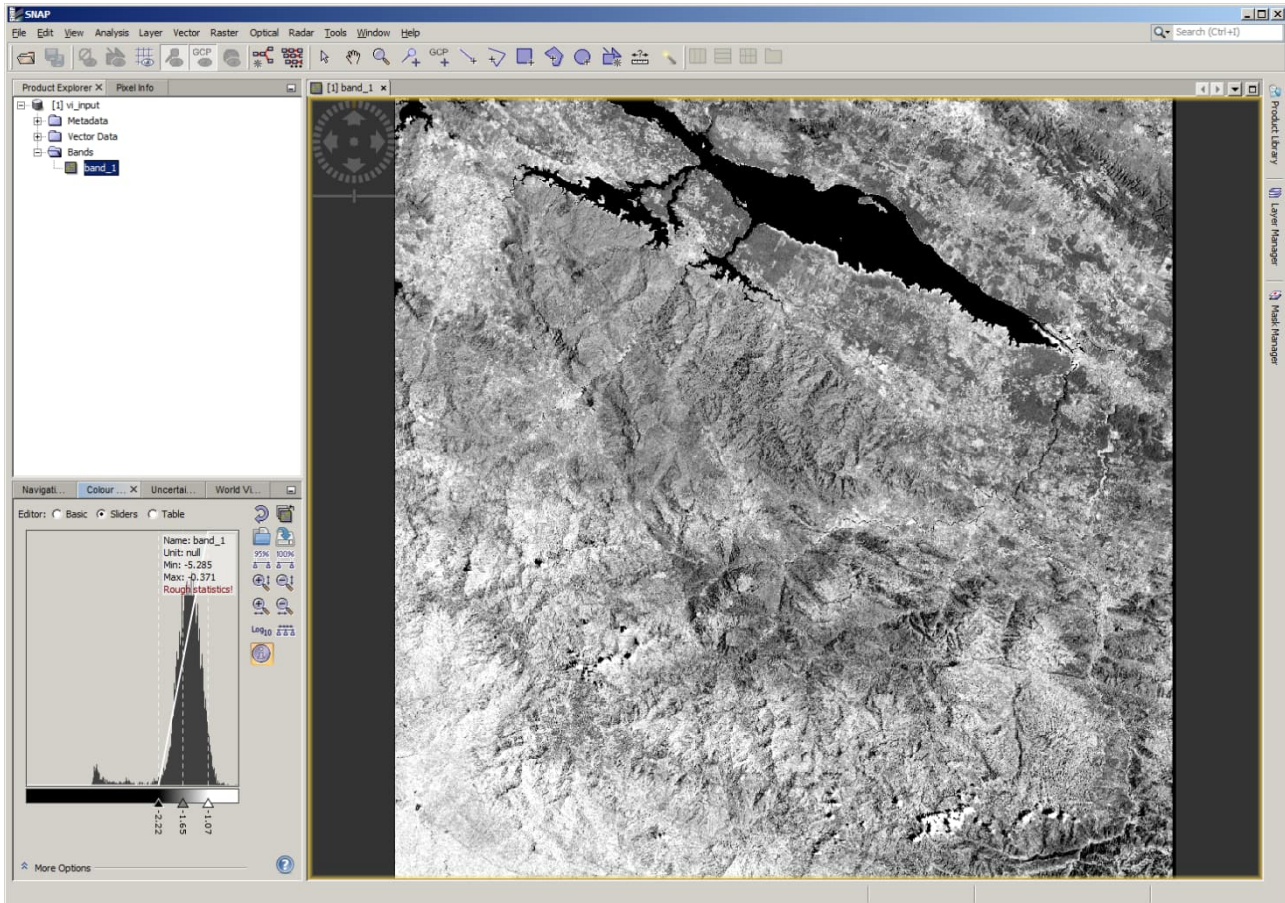 SNAP
File Edit View Analysis Layer Vector Raster Optical Radar Tools Window Help
Search (Ctrl+I)
GCP GCP
Product Explorer X Pixel Info
[1] band_1 x
[1] vi_input
Metadata
Vector Data
Bands
band_1
Product Library
Layer Manager
Mask Manager
Navigati... Colour ... X Uncertai... World Vi...
Editor: Basic Sliders Table
Name: band_1
Unit: null
Min: -5.285
Max: -0.371
Rough statistics!
95% 100%
Log10
-2.22 -1.65 -1.07
More Options